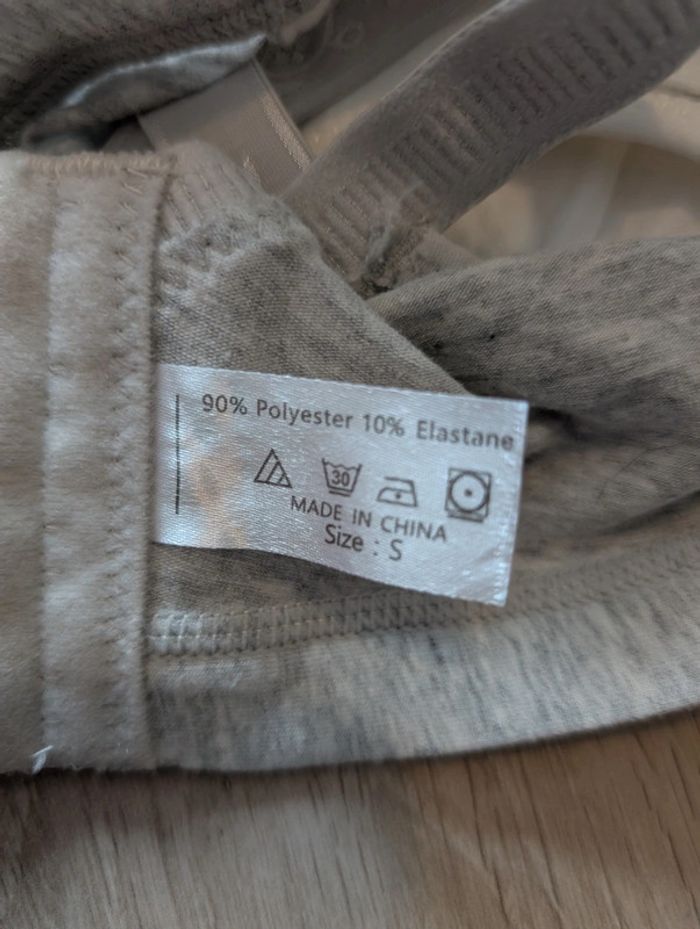 90% Polyester 10% Elastane
30
MADE IN CHINA
Size : S